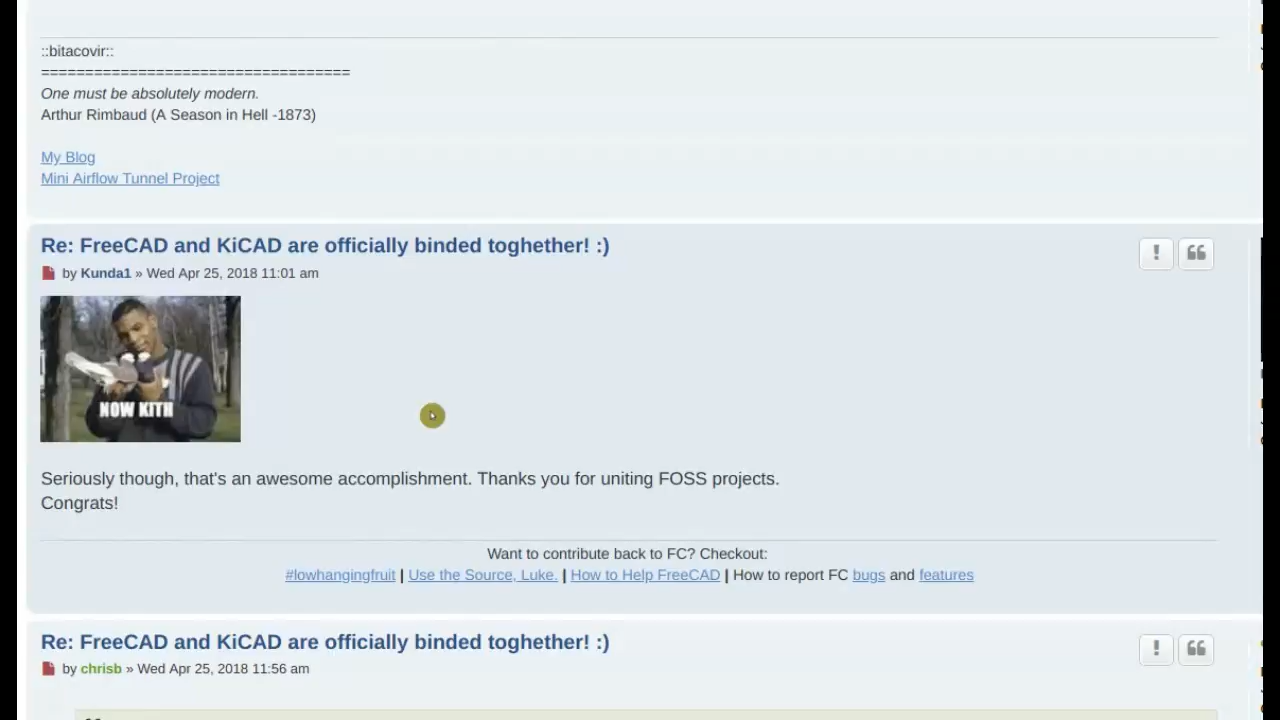 ::bitacovir::
===================================
One must be absolutely modern.
Arthur Rimbaud (A Season in Hell -1873)
My Blog
Mini Airflow Tunnel Project
Re: FreeCAD and KiCAD are officially binded toghether! :)
by Kunda1 » Wed Apr 25, 2018 11:01 am
NOW KITH
Seriously though, that's an awesome accomplishment. Thanks you for uniting FOSS projects.
Congrats!
Want to contribute back to FC? Checkout:
#lowhangingfruit | Use the Source, Luke. | How to Help FreeCAD | How to report FC bugs and features
Re: FreeCAD and KiCAD are officially binded toghether! :)
by chrisb » Wed Apr 25, 2018 11:56 am